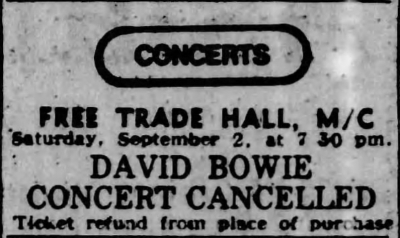 CONCERTS
FREE TRADE HALL, M/C
Saturday, September 2, at 7 30 pm.
DAVID BOWIE
CONCERT CANCELLED
Ticket refund from place of purchase